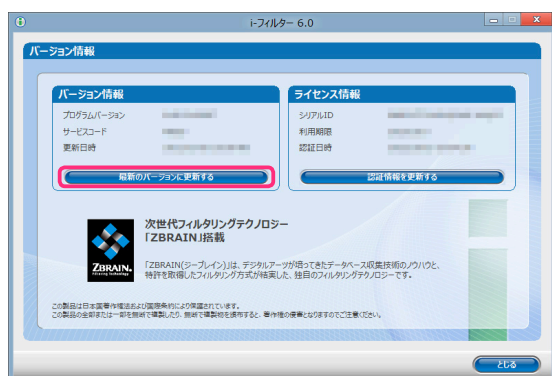 i-フィルター 6.0
バージョン情報
バージョン情報
プログラムバージョン
サービスコード
更新日時
最新のバージョンに更新する
ライセンス情報
シリアルID
利用期限
認証日時
認証情報を更新する
次世代フィルタリングテクノロジー
「ZBRAIN」搭載
ZBRAIN.
「ZBRAIN(ジーブレイン)」は、デジタルアーツが培ってきたデータベース収集技術のノウハウと、
特許を取得したフィルタリング方式が結実した、独自のフィルタリングテクノロジーです。
この製品は日本国著作権法および国際条約により保護されています。
この製品の全部または一部を無断で複製したり、無断で複製物を頒布すると、著作権の侵害となりますのでご注意ください。
とじる